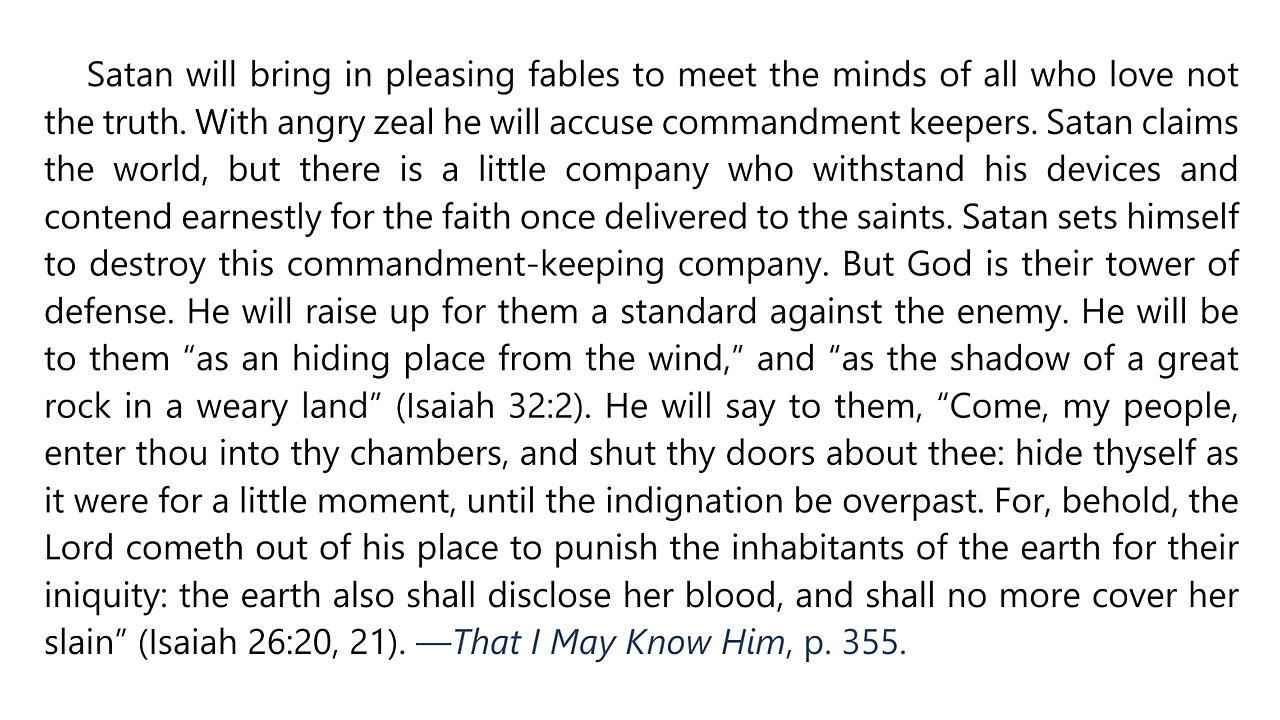 Satan will bring in pleasing fables to meet the minds of all who love not
the truth. With angry zeal he will accuse commandment keepers. Satan claims
the world, but there is a little company who withstand his devices and
contend earnestly for the faith once delivered to the saints. Satan sets himself
to destroy this commandment-keeping company. But God is their tower of
defense. He will raise up for them a standard against the enemy. He will be
to them “as an hiding place from the wind,” and “as the shadow of a great
rock in a weary land” (Isaiah 32:2). He will say to them, “Come, my people,
enter thou into thy chambers, and shut thy doors about thee: hide thyself as
it were for a little moment, until the indignation be overpast. For, behold, the
Lord cometh out of his place to punish the inhabitants of the earth for their
iniquity: the earth also shall disclose her blood, and shall no more cover her
slain” (Isaiah 26:20, 21). —That I May Know Him, p. 355.